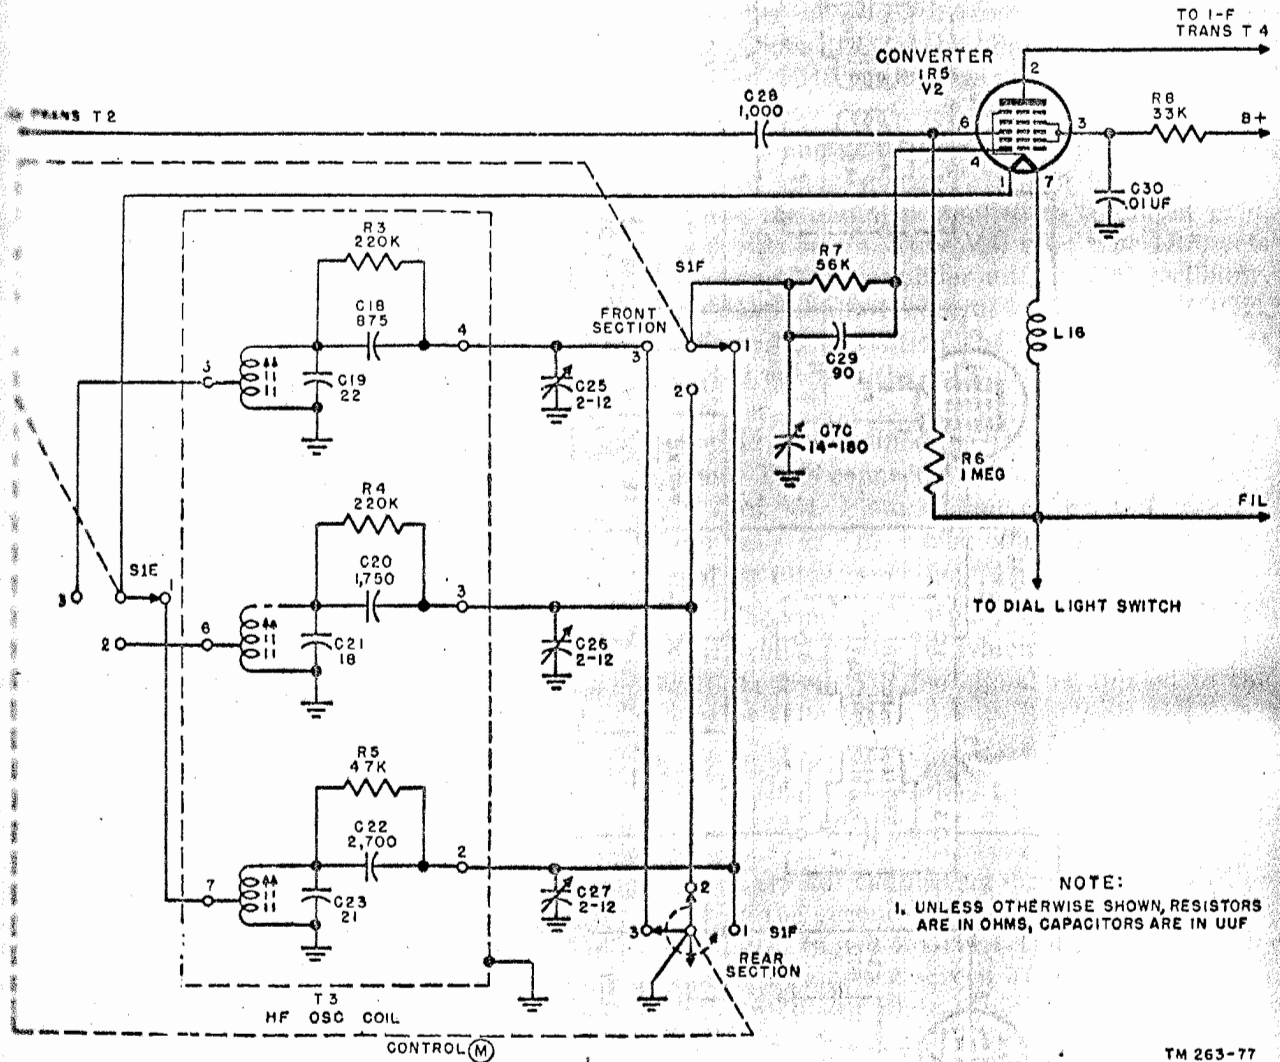 TO I-F
TRANS T 4
CONVERTER
1R5
V2
2
C28
1,000
TRANS T2
6
3
R8
33K
B+
4
1
7
C30
.01UF
R3
220K
R7
56K
S1F
C18
875
4
FRONT
SECTION
3
1
L16
C29
90
5
C19
22
C25
2-12
2
C7C
14-180
R6
1 MEG
R4
220K
FIL
C20
1,750
S1E
3
1
3
TO DIAL LIGHT SWITCH
2
6
C21
18
C26
2-12
R5
47K
C22
2,700
2
7
C23
21
C27
2-12
2
NOTE:
1. UNLESS OTHERWISE SHOWN, RESISTORS
ARE IN OHMS, CAPACITORS ARE IN UUF
3
1
S1F
REAR
SECTION
T3
HF OSC COIL
CONTROL M
TM 263-77